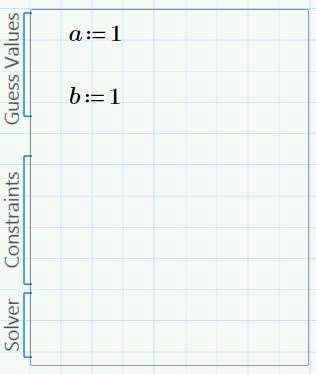 Guess Values
a:=1
b:=1
Constraints
Solver